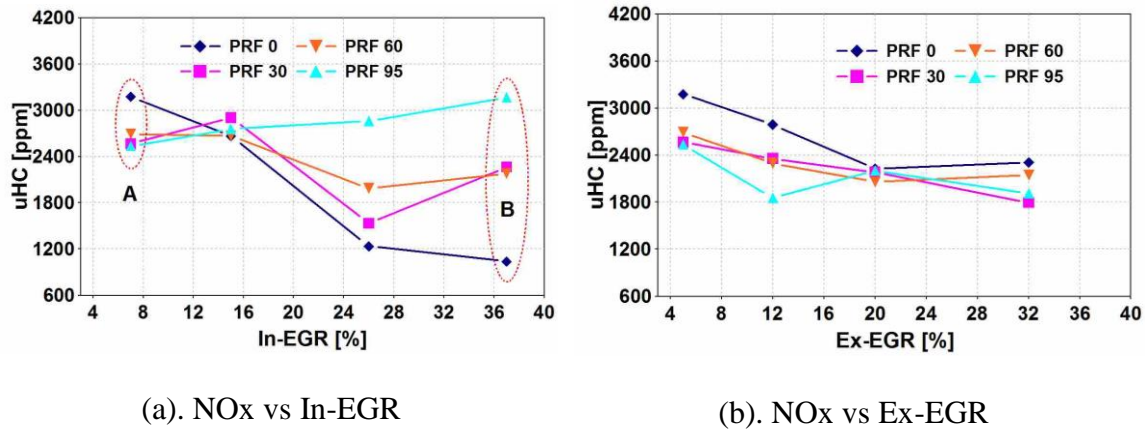 4200
3600
3000
2400
1800
1200
600
uHC [ppm]
PRF 0 PRF 60
PRF 30 PRF 95
A
B
4 8 12 16 20 24 28 32 36 40
In-EGR [%]
4200
3600
3000
2400
1800
1200
600
uHC [ppm]
PRF 0 PRF 60
PRF 30 PRF 95
4 8 12 16 20 24 28 32 36 40
Ex-EGR [%]
(a). NOx vs In-EGR
(b). NOx vs Ex-EGR